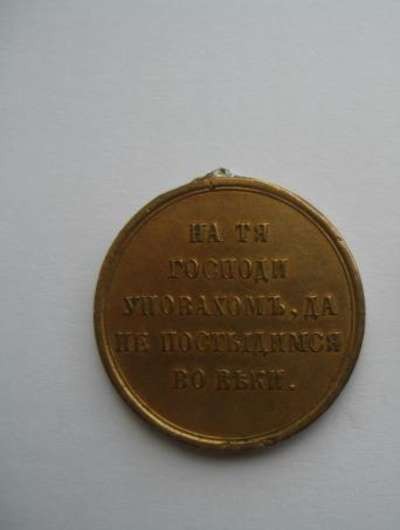 НА ТЯ
ГОСПОДИ
УПОВАХОМЪ, ДА
НЕ ПОСТЫДИМСЯ
ВО ВѢКИ.